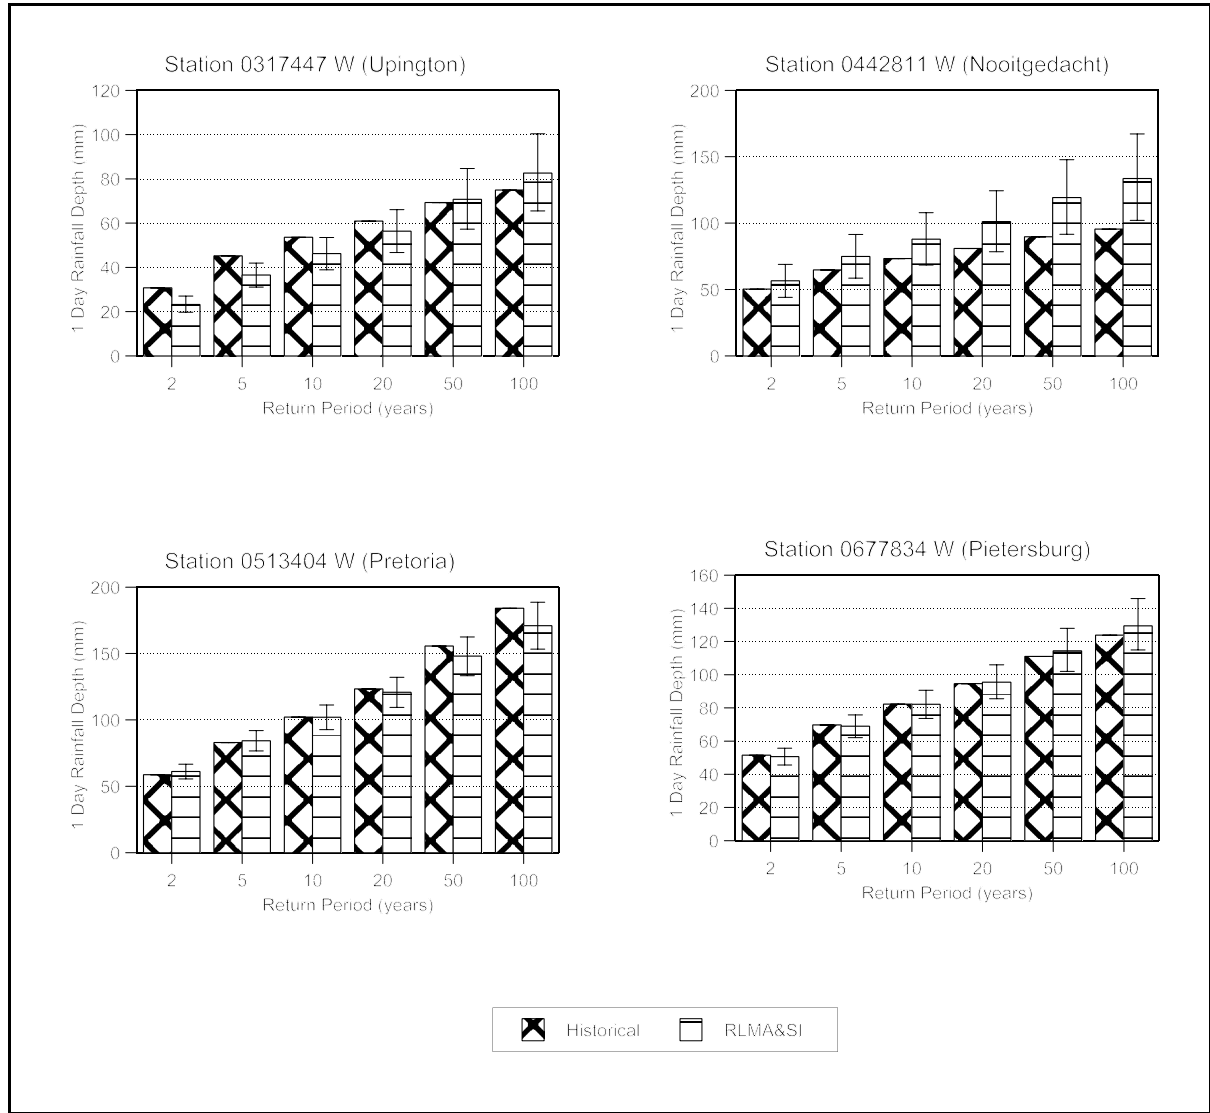 Station 0317447 W (Upington)
120
100
80
60
40
20
0
1 Day Rainfall Depth (mm)
2 5 10 20 50 100
Return Period (years)
Station 0442811 W (Nooitgedacht)
200
150
100
50
0
1 Day Rainfall Depth (mm)
2 5 10 20 50 100
Return Period (years)
Station 0513404 W (Pretoria)
200
150
100
50
0
1 Day Rainfall Depth (mm)
2 5 10 20 50 100
Return Period (years)
Station 0677834 W (Pietersburg)
160
140
120
100
80
60
40
20
0
1 Day Rainfall Depth (mm)
2 5 10 20 50 100
Return Period (years)
Historical RLMA&SI